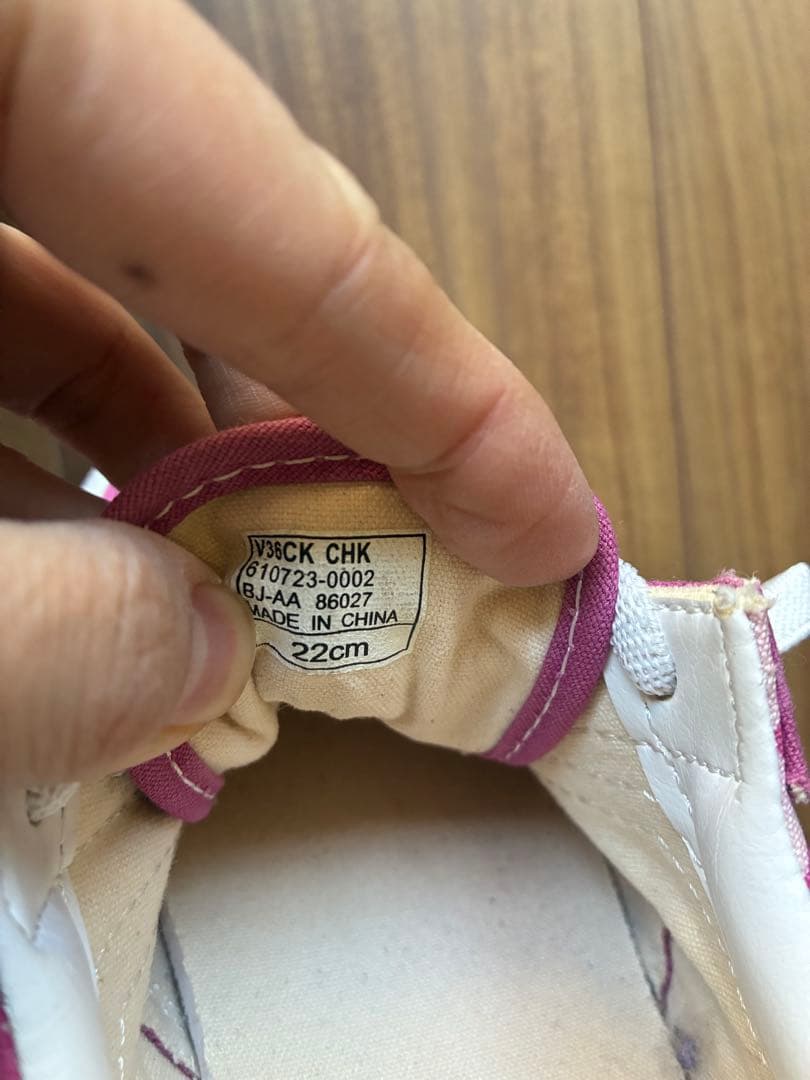 V36CK CHK
610723-0002
BJ-AA 86027
MADE IN CHINA
22cm